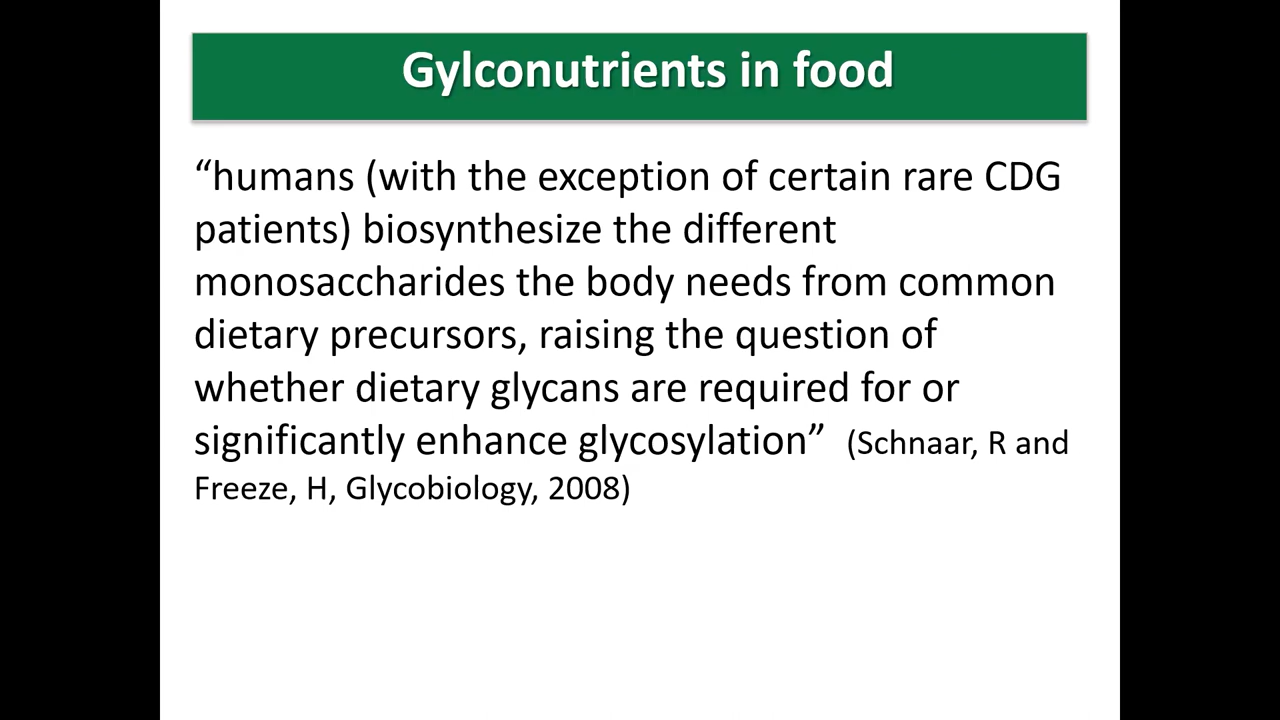 Gylconutrients in food
“humans (with the exception of certain rare CDG
patients) biosynthesize the different
monosaccharides the body needs from common
dietary precursors, raising the question of
whether dietary glycans are required for or
significantly enhance glycosylation” (Schnaar, R and
Freeze, H, Glycobiology, 2008)